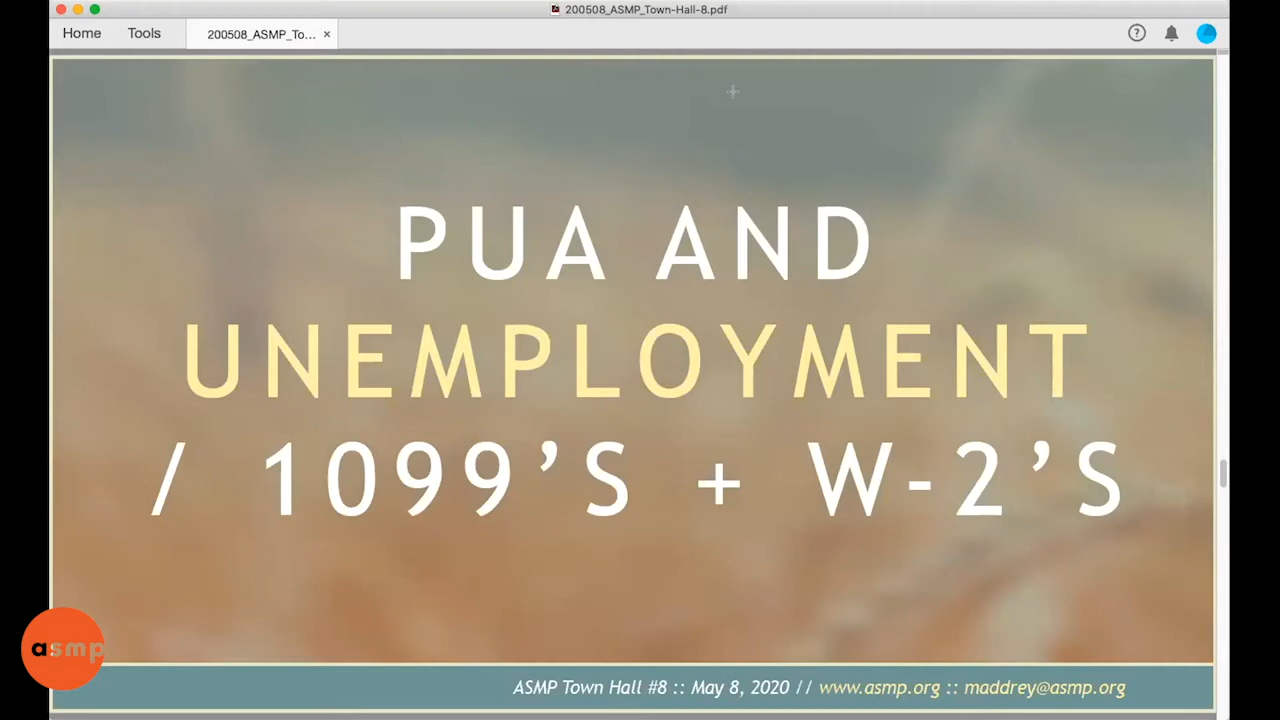 200508_ASMP_Town-Hall-8.pdf
Home Tools 200508_ASMP_To... × ?
PUA AND
UNEMPLOYMENT
/ 1099’S + W-2’S
asmp
ASMP Town Hall #8 :: May 8, 2020 // www.asmp.org :: maddrey@asmp.org